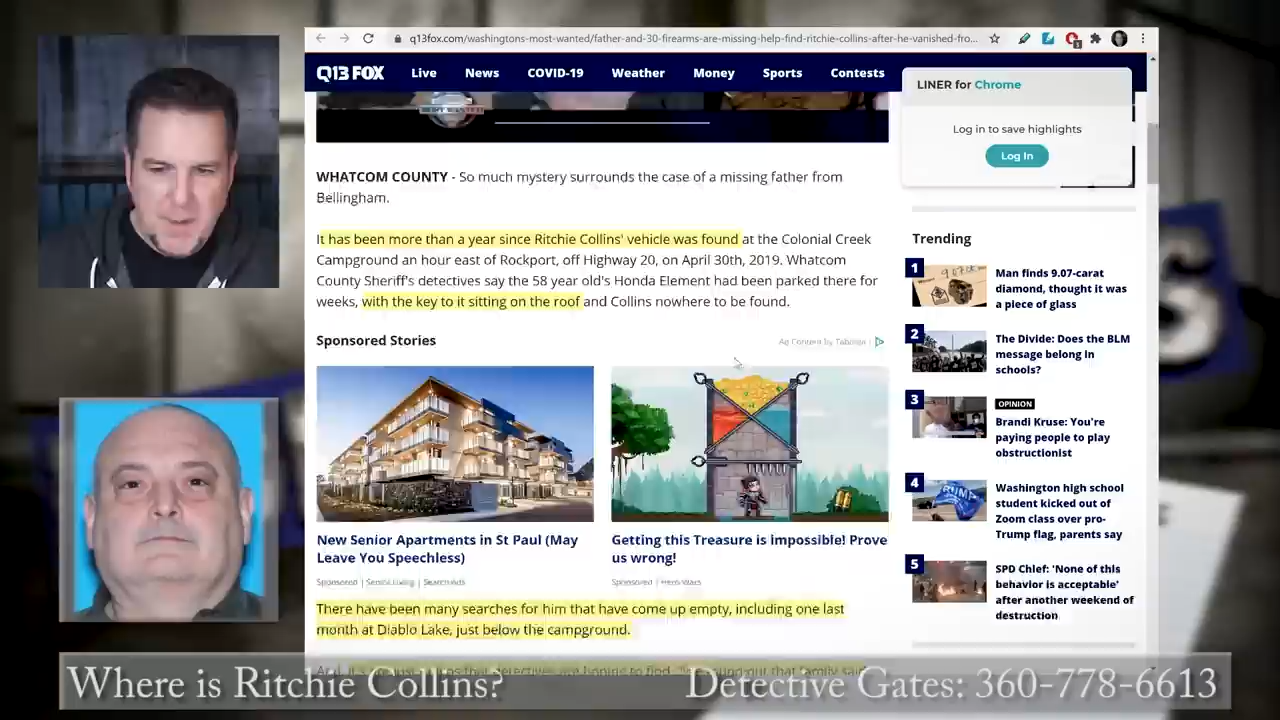 q13fox.com/washingtons-most-wanted/father-and-30-firearms-are-missing-help-find-ritchie-collins-after-he-vanished-fro...
Q13 FOX Live News COVID-19 Weather Money Sports Contests
LINER for Chrome
Log in to save highlights
Log In
WHATCOM COUNTY - So much mystery surrounds the case of a missing father from
Bellingham.
It has been more than a year since Ritchie Collins' vehicle was found at the Colonial Creek
Campground an hour east of Rockport, off Highway 20, on April 30th, 2019. Whatcom
County Sheriff's detectives say the 58 year old's Honda Element had been parked there for
weeks, with the key to it sitting on the roof and Collins nowhere to be found.
Sponsored Stories
Ad Content by Taboola
New Senior Apartments in St Paul (May
Leave You Speechless)
Sponsored | Senior Living | Search Ads
Getting this Treasure is impossible! Prove
us wrong!
Sponsored | Hero Wars
There have been many searches for him that have come up empty, including one last
month at Diablo Lake, just below the campground.
Trending
1
Man finds 9.07-carat
diamond, thought it was
a piece of glass
2
The Divide: Does the BLM
message belong in
schools?
3
OPINION
Brandi Kruse: You're
paying people to play
obstructionist
4
Washington high school
student kicked out of
Zoom class over pro-
Trump flag, parents say
5
SPD Chief: 'None of this
behavior is acceptable'
after another weekend of
destruction
Where is Ritchie Collins?
Detective Gates: 360-778-6613